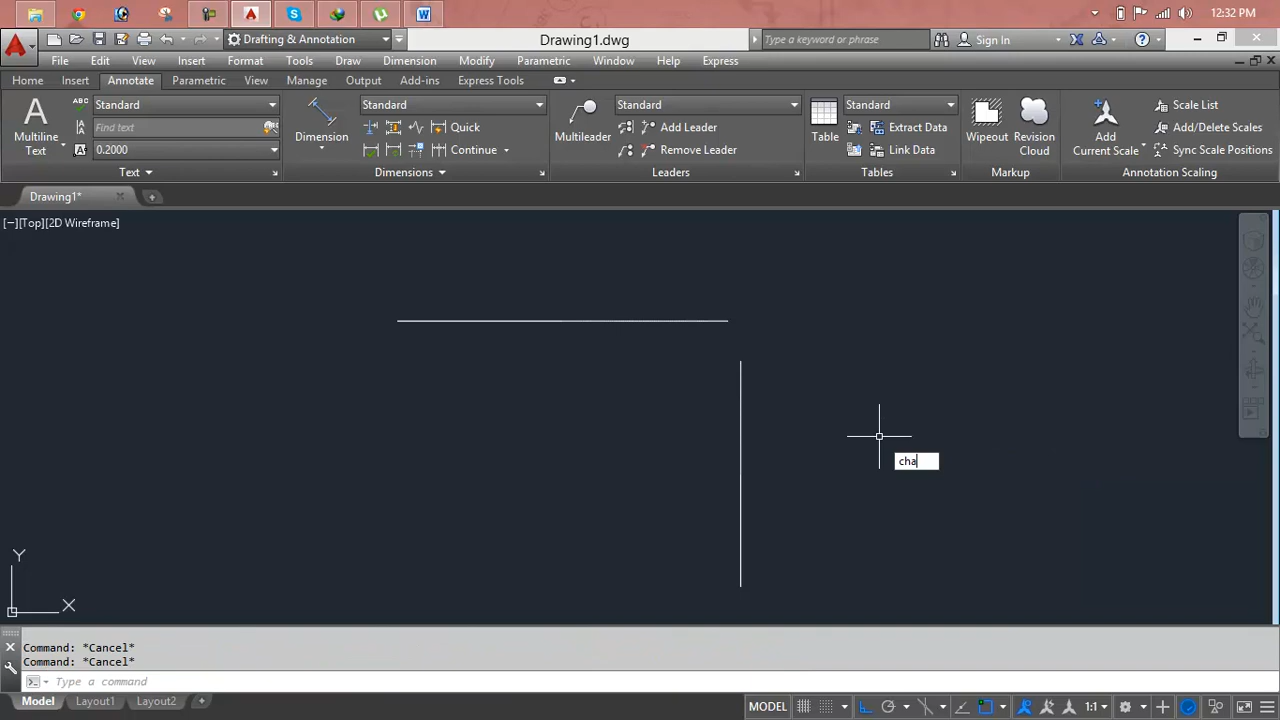 12:32 PM
Drafting & Annotation
Drawing1.dwg
Type a keyword or phrase
Sign In
File Edit View Insert Format Tools Draw Dimension Modify Parametric Window Help Express
Home Insert Annotate Parametric View Manage Output Add-ins Express Tools
Multiline Text
ABC
Standard
Find text
0.2000
Text
Dimension
Standard
Quick
Continue
Dimensions
Multileader
Standard
Add Leader
Remove Leader
Leaders
Table
Standard
Extract Data
Link Data
Tables
Wipeout
Revision Cloud
Markup
Add Current Scale
Scale List
Add/Delete Scales
Sync Scale Positions
Annotation Scaling
Drawing1*
[−][Top][2D Wireframe]
cha
Y
X
Command: *Cancel*
Command: *Cancel*
Type a command
Model Layout1 Layout2
MODEL
1:1